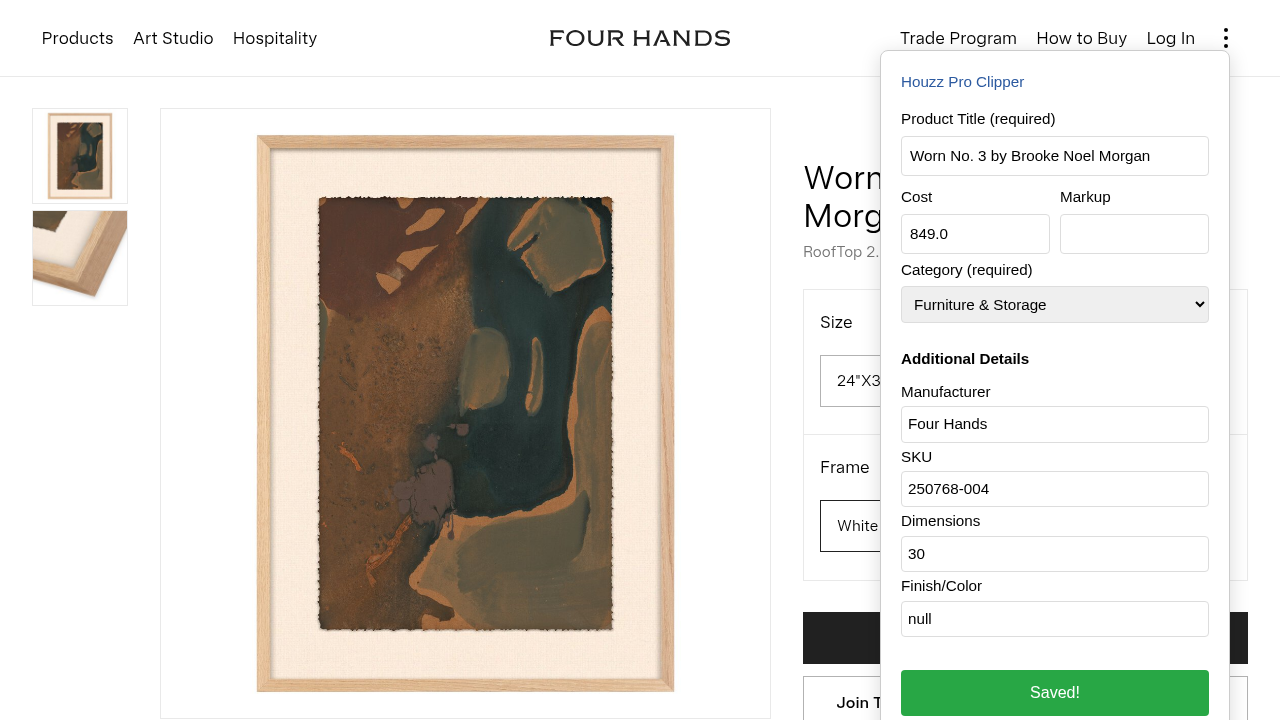 Products Art Studio Hospitality FOUR HANDS Trade Program How to Buy Log In
Houzz Pro Clipper
Product Title (required)
Worn No. 3 by Brooke Noel Morgan
Cost Markup
849.0
Category (required)
Furniture & Storage
Additional Details
Manufacturer
Four Hands
SKU
250768-004
Dimensions
30
Finish/Color
null
Saved!
Worn
Morg
RoofTop 2.
Size
24"X3
Frame
White
Join T